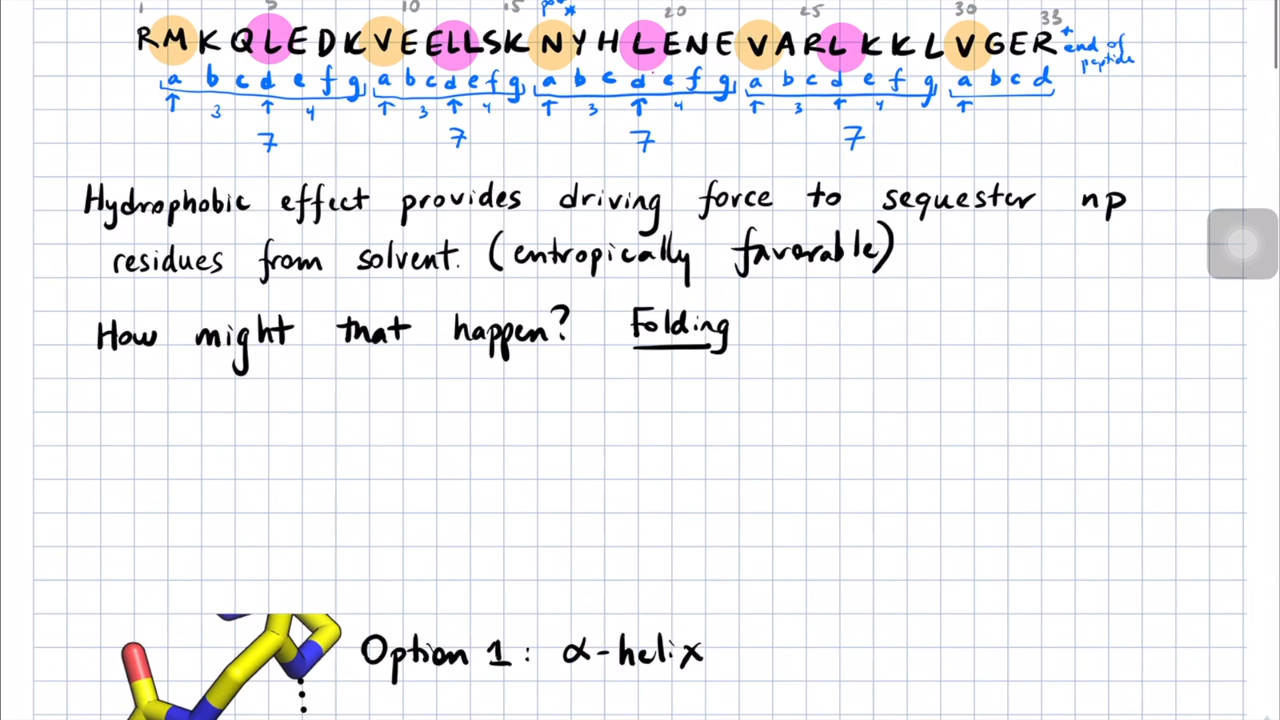 1 5 10 15 p * 20 25 30 33
R M K Q L E D K V E E L L S K N Y H L E N E V A R L K K L V G E R * end of peptide
a b c d e f g a b c d e f g a b c d e f g a b c d e f g a b c d
3 4 3 4 3 4 3 4
7 7 7 7
Hydrophobic effect provides driving force to sequester np
residues from solvent. (entropically favorable)
How might that happen? Folding
Option 1: α-helix